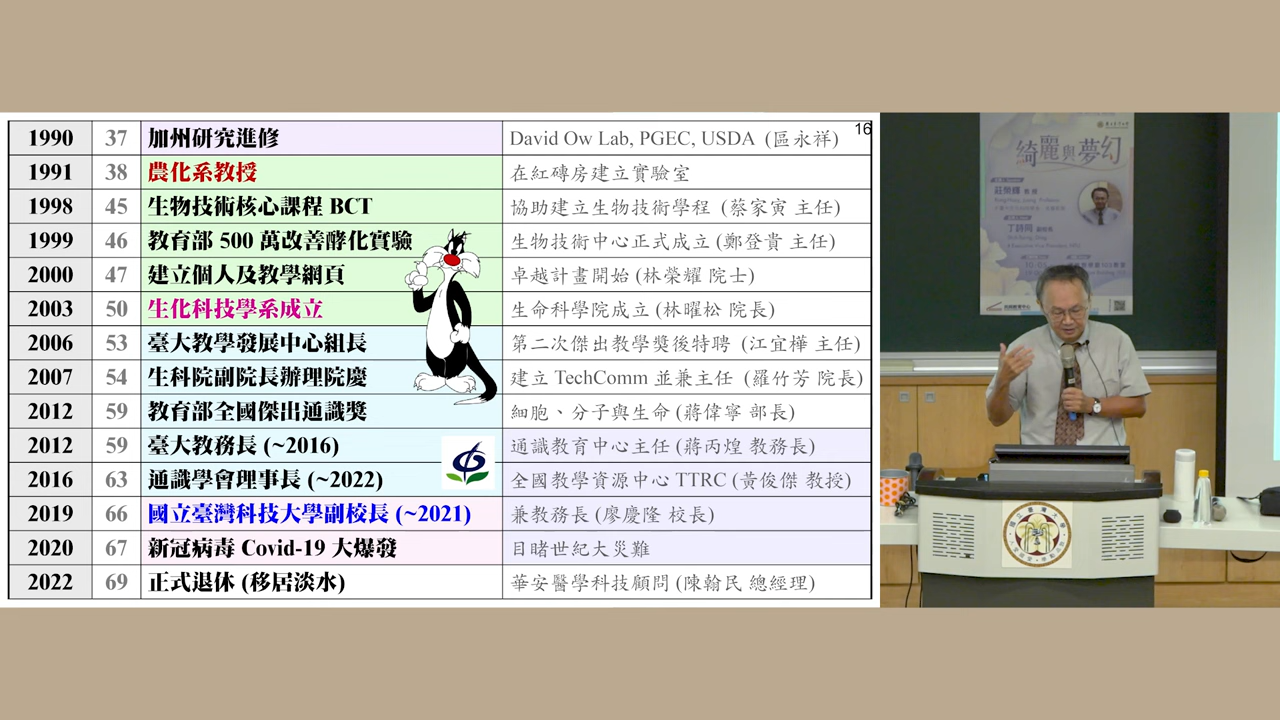 16
1990 37 加州研究進修 David Ow Lab, PGEC, USDA (區永祥)
1991 38 農化系教授 在紅磚房建立實驗室
1998 45 生物技術核心課程 BCT 協助建立生物技術學程 (蔡家寅 主任)
1999 46 教育部 500 萬改善酵化實驗 生物技術中心正式成立 (鄭登貴 主任)
2000 47 建立個人及教學網頁 卓越計畫開始 (林榮耀 院士)
2003 50 生化科技學系成立 生命科學院成立 (林曜松 院長)
2006 53 臺大教學發展中心組長 第二次傑出教學獎後特聘 (江宜樺 主任)
2007 54 生科院副院長辦理院慶 建立 TechComm 並兼主任 (羅竹芳 院長)
2012 59 教育部全國傑出通識獎 細胞、分子與生命 (蔣偉寧 部長)
2012 59 臺大教務長 (~2016) 通識教育中心主任 (蔣丙煌 教務長)
2016 63 通識學會理事長 (~2022) 全國教學資源中心 TTRC (黃俊傑 教授)
2019 66 國立臺灣科技大學副校長 (~2021) 兼教務長 (廖慶隆 校長)
2020 67 新冠病毒 Covid-19 大爆發 目睹世紀大災難
2022 69 正式退休 (移居淡水) 華安醫學科技顧問 (陳翰民 總經理)
綺麗與夢幻
莊榮輝 教授